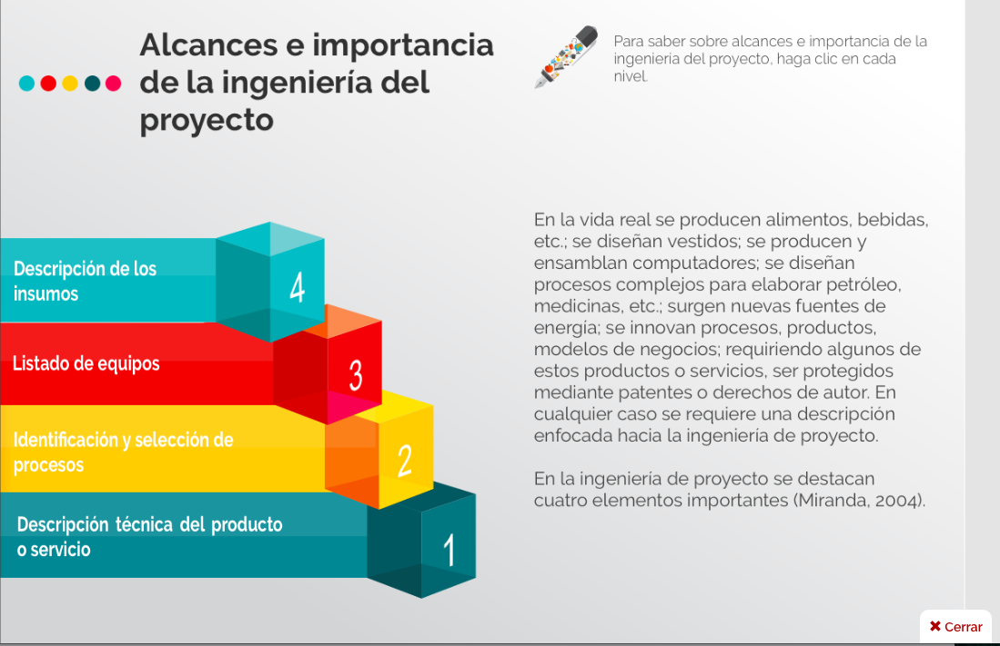 Alcances e importancia
de la ingeniería del
proyecto
Para saber sobre alcances e importancia de la
ingeniería del proyecto, haga clic en cada
nivel.
Descripción de los
insumos
4
Listado de equipos
3
Identificación y selección de
procesos
2
Descripción técnica del producto
o servicio
1
En la vida real se producen alimentos, bebidas,
etc.; se diseñan vestidos; se producen y
ensamblan computadores; se diseñan
procesos complejos para elaborar petróleo,
medicinas, etc.; surgen nuevas fuentes de
energía; se innovan procesos, productos,
modelos de negocios; requiriendo algunos de
estos productos o servicios, ser protegidos
mediante patentes o derechos de autor. En
cualquier caso se requiere una descripción
enfocada hacia la ingeniería de proyecto.
En la ingeniería de proyecto se destacan
cuatro elementos importantes (Miranda, 2004).
✖ Cerrar